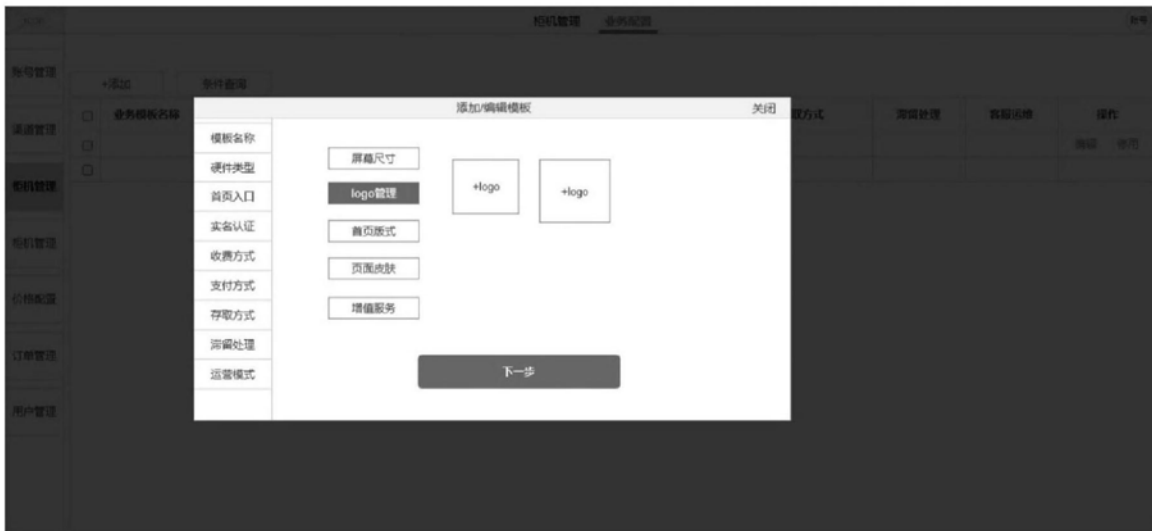 柜机管理 业务配置
账号
账号管理
+添加 条件查询
添加/编辑模板 关闭
业务模板名称 取方式 滞留处理 客服运维 操作
渠道管理
编辑 停用
柜机管理
柜机管理
价格配置
订单管理
用户管理
模板名称
硬件类型
首页入口
实名认证
收费方式
支付方式
存取方式
滞留处理
运营模式
屏幕尺寸
logo管理
首页版式
页面皮肤
增值服务
+logo +logo
下一步